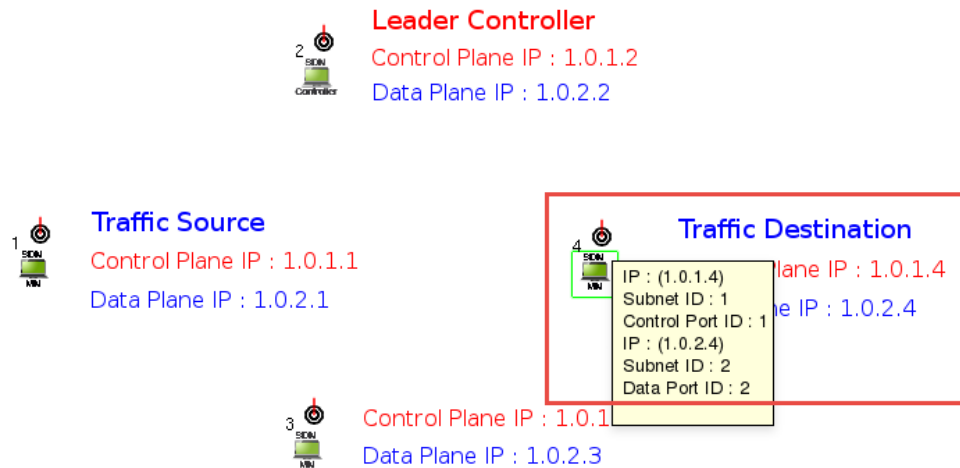 Leader Controller
2
SDN
Control Plane IP : 1.0.1.2
Controller
Data Plane IP : 1.0.2.2
Traffic Source
1
SDN
Control Plane IP : 1.0.1.1
MN
Data Plane IP : 1.0.2.1
Traffic Destination
4
SDN
MN
IP : (1.0.1.4)
Subnet ID : 1
Control Port ID : 1
IP : (1.0.2.4)
Subnet ID : 2
Data Port ID : 2
lane IP : 1.0.1.4
e IP : 1.0.2.4
3
SDN
MN
Control Plane IP : 1.0.1
Data Plane IP : 1.0.2.3